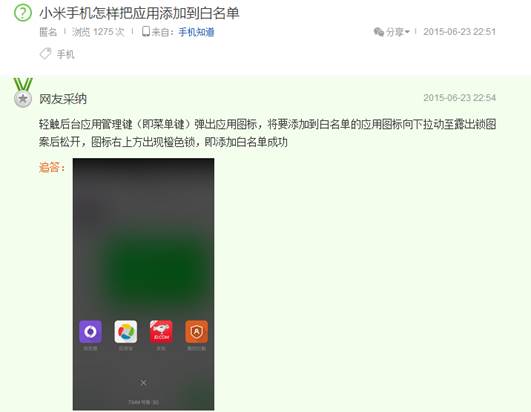 小米手机怎样把应用添加到白名单
匿名 | 浏览 1275 次 | 来自：手机知道
分享 | 2015-06-23 22:51
手机
网友采纳
2015-06-23 22:54
轻触后台应用管理键（即菜单键）弹出应用图标，将要添加到白名单的应用图标向下拉动至露出锁图
案后松开，图标右上方出现橙色锁，即添加白名单成功
追答：
JD.COM